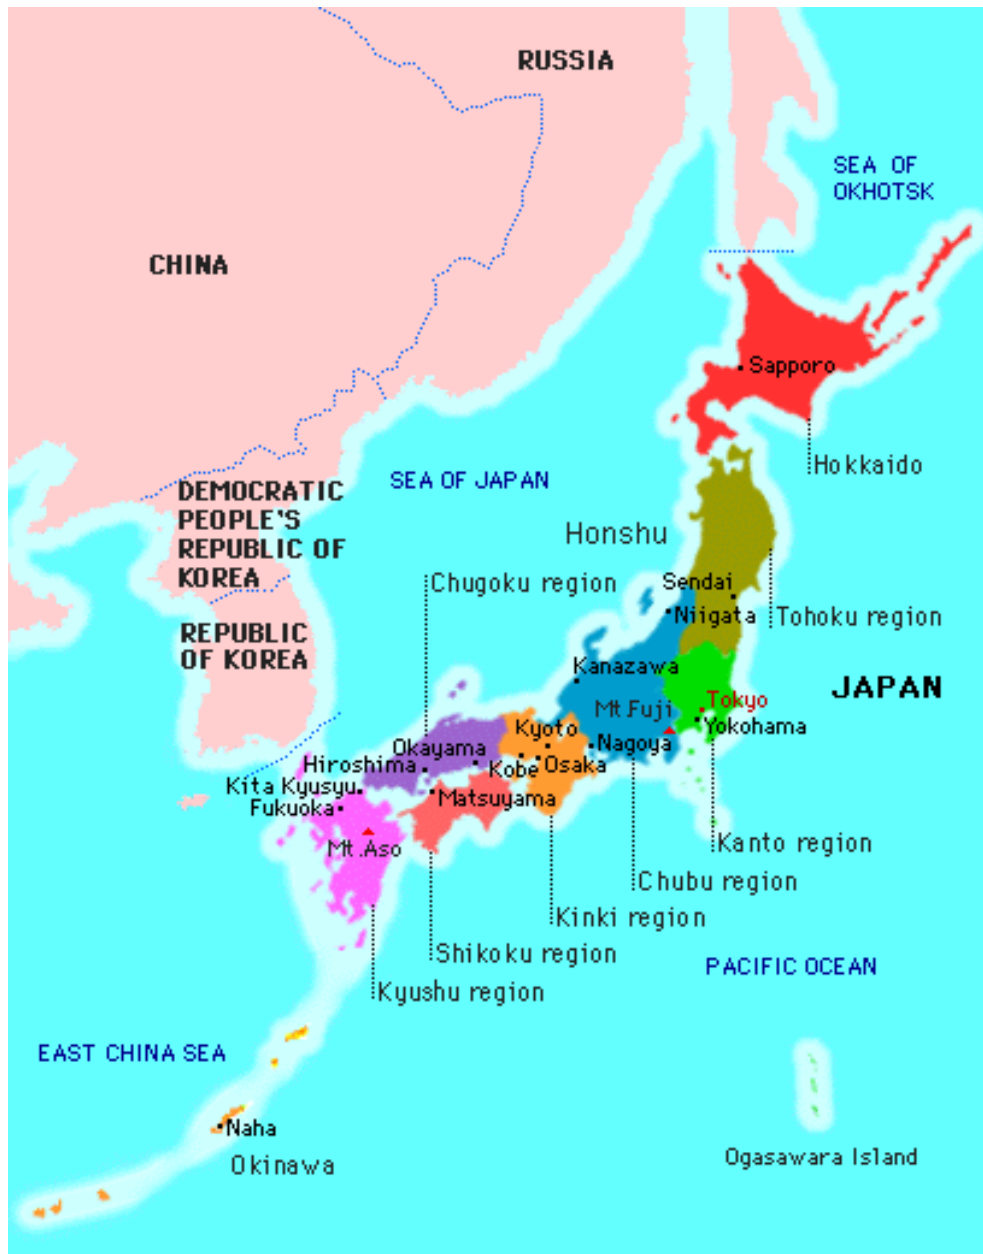 RUSSIA
SEA OF
OKHOTSK
CHINA
Sapporo
Hokkaido
SEA OF JAPAN
DEMOCRATIC
PEOPLE'S
REPUBLIC OF
KOREA
Honshu
Chugoku region
Sendai
Niigata
Tohoku region
REPUBLIC
OF KOREA
Kanazawa
JAPAN
Mt.Fuji
Tokyo
Yokohama
Kyoto
Nagoya
Okayama
Hiroshima
Kobe
Osaka
Kita Kyusyu
Matsuyama
Fukuoka
Mt.Aso
Kanto region
Chubu region
Kinki region
Shikoku region
PACIFIC OCEAN
Kyushu region
EAST CHINA SEA
Naha
Okinawa
Ogasawara Island